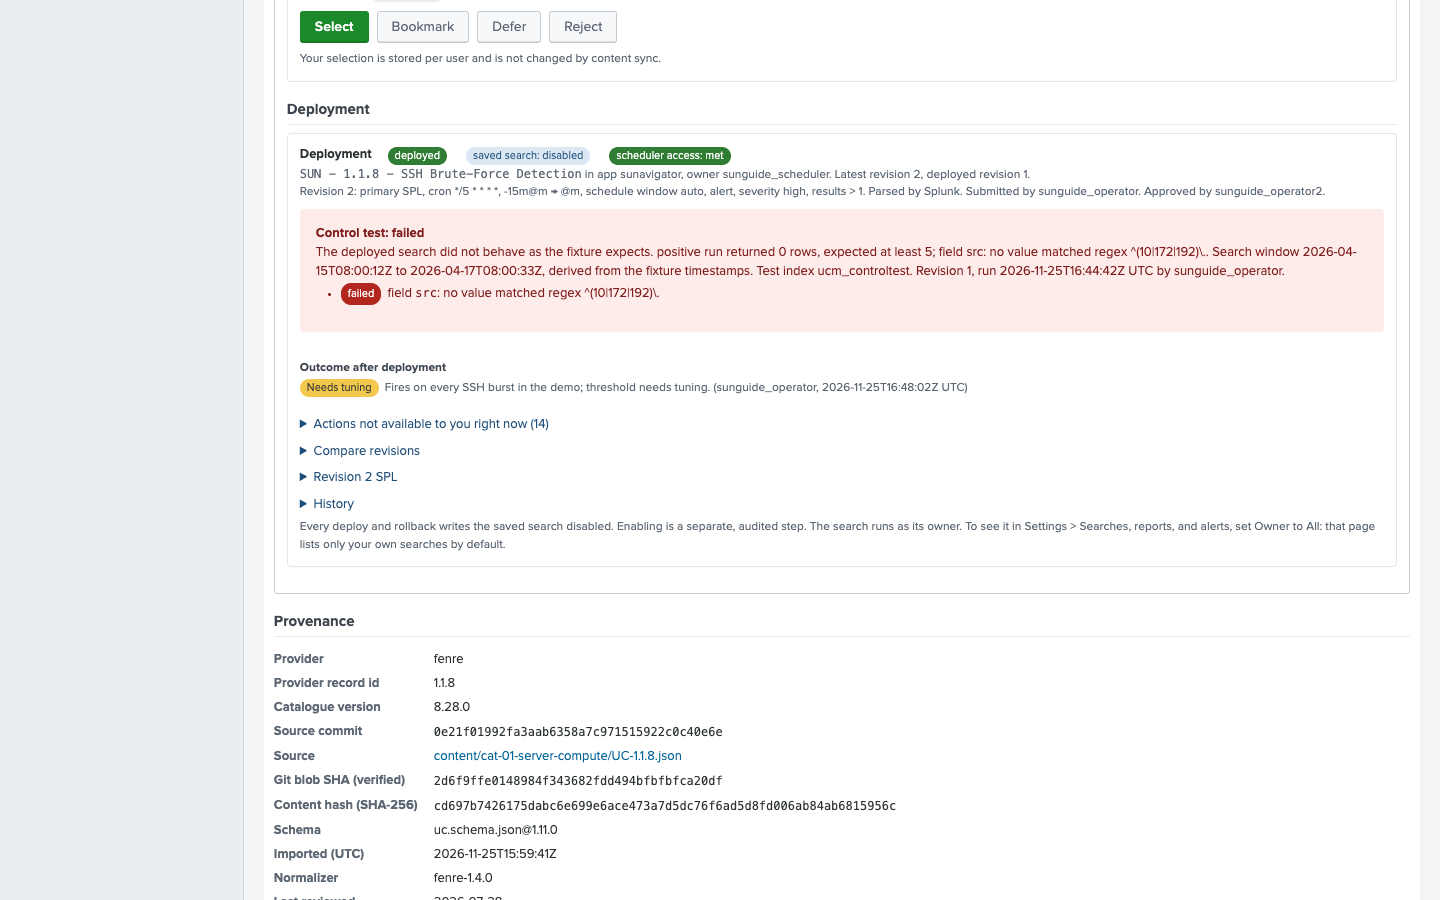 Select
Bookmark
Defer
Reject
Your selection is stored per user and is not changed by content sync.
Deployment
Deployment deployed saved search: disabled scheduler access: met
SUN - 1.1.8 - SSH Brute-Force Detection in app sunavigator, owner sunguide_scheduler. Latest revision 2, deployed revision 1.
Revision 2: primary SPL, cron */5 * * * *, -15m@m → @m, schedule window auto, alert, severity high, results > 1. Parsed by Splunk. Submitted by sunguide_operator. Approved by sunguide_operator2.
Control test: failed
The deployed search did not behave as the fixture expects. positive run returned 0 rows, expected at least 5; field src: no value matched regex ^(10|172|192)\.. Search window 2026-04-
15T08:00:12Z to 2026-04-17T08:00:33Z, derived from the fixture timestamps. Test index ucm_controltest. Revision 1, run 2026-11-25T16:44:42Z UTC by sunguide_operator.
• failed field src: no value matched regex ^(10|172|192)\.
Outcome after deployment
Needs tuning Fires on every SSH burst in the demo; threshold needs tuning. (sunguide_operator, 2026-11-25T16:48:02Z UTC)
▶ Actions not available to you right now (14)
▶ Compare revisions
▶ Revision 2 SPL
▶ History
Every deploy and rollback writes the saved search disabled. Enabling is a separate, audited step. The search runs as its owner. To see it in Settings > Searches, reports, and alerts, set Owner to All: that page
lists only your own searches by default.
Provenance
Provider fenre
Provider record id 1.1.8
Catalogue version 8.28.0
Source commit 0e21f01992fa3aab6358a7c971515922c0c40e6e
Source content/cat-01-server-compute/UC-1.1.8.json
Git blob SHA (verified) 2d6f9ffe0148984f343682fdd494bfbfbfca20df
Content hash (SHA-256) cd697b7426175dabc6e699e6ace473a7d5dc76f6ad5d8fd006ab84ab6815956c
Schema uc.schema.json@1.11.0
Imported (UTC) 2026-11-25T15:59:41Z
Normalizer fenre-1.4.0
Last reviewed 2026-07-28